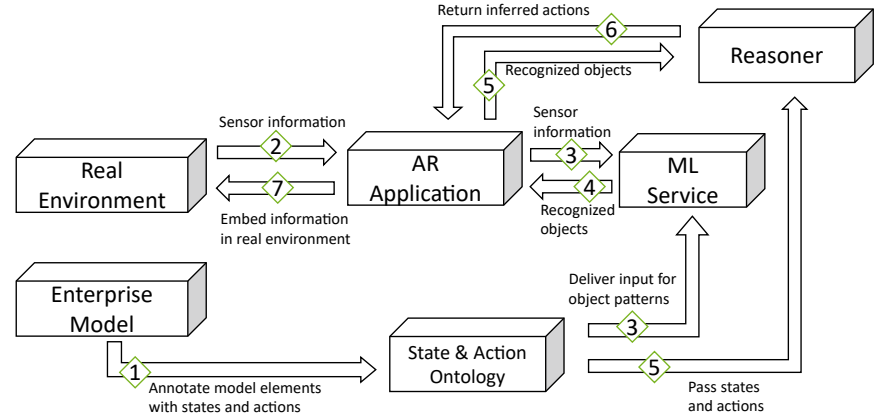 Return inferred actions
6
Reasoner
5
Recognized objects
Sensor information
2
Sensor
information
3
Real
Environment
AR
Application
ML
Service
7
4
Embed information
in real environment
Recognized
objects
Enterprise
Model
Deliver input for
object patterns
3
State & Action
Ontology
1
5
Annotate model elements
with states and actions
Pass states
and actions